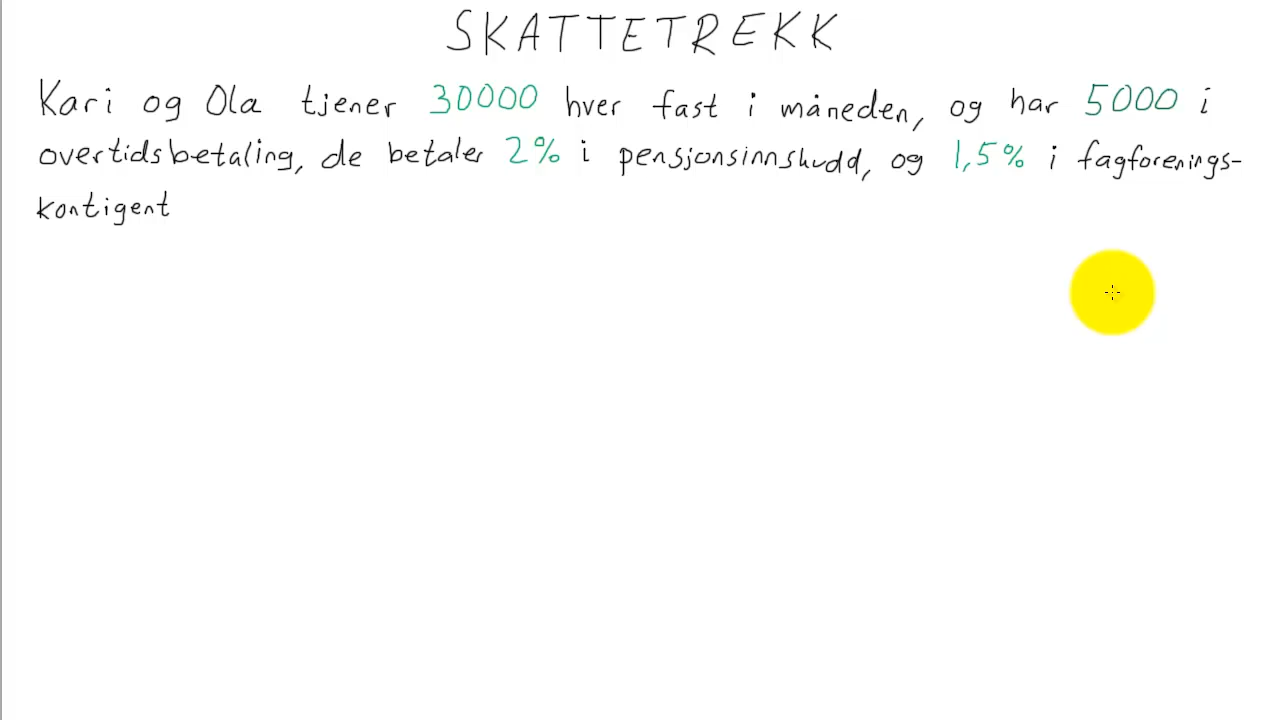 SKATTETREKK
Kari og Ola tjener 30000 hver fast i måneden, og har 5000 i
overtidsbetaling, de betaler 2% i pensjonsinnskudd, og 1,5% i fagforenings-
kontigent